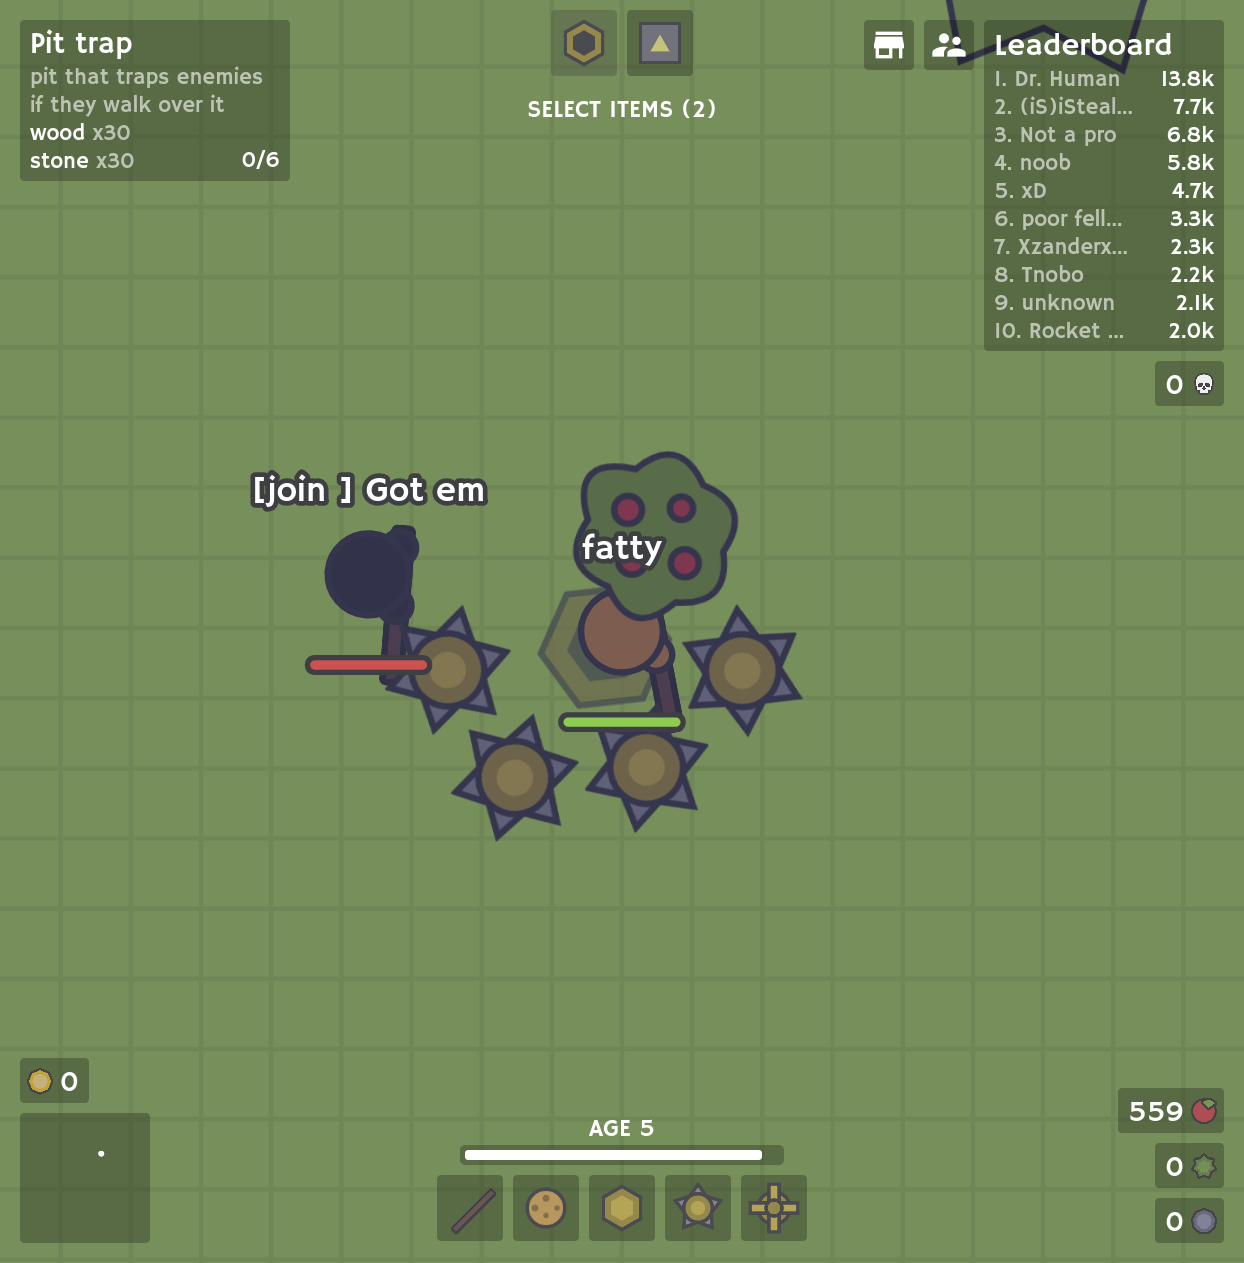 Pit trap
pit that traps enemies
if they walk over it
wood x30
stone x30 0/6
SELECT ITEMS (2)
Leaderboard
1. Dr. Human 13.8k
2. (iS)iSteal... 7.7k
3. Not a pro 6.8k
4. noob 5.8k
5. xD 4.7k
6. poor fell... 3.3k
7. Xzanderx... 2.3k
8. Tnobo 2.2k
9. unknown 2.1k
10. Rocket ... 2.0k
0
[join ] Got em
fatty
0
AGE 5
559
0
0